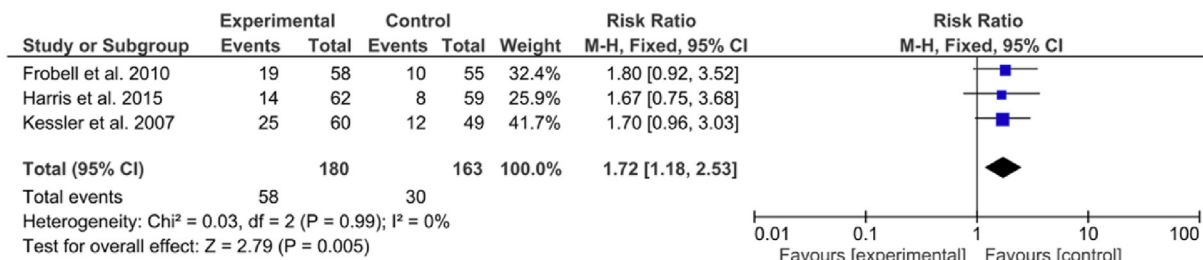 Experimental Control Risk Ratio Risk Ratio
Study or Subgroup Events Total Events Total Weight M-H, Fixed, 95% CI M-H, Fixed, 95% CI
Frobell et al. 2010 19 58 10 55 32.4% 1.80 [0.92, 3.52]
Harris et al. 2015 14 62 8 59 25.9% 1.67 [0.75, 3.68]
Kessler et al. 2007 25 60 12 49 41.7% 1.70 [0.96, 3.03]
Total (95% CI) 180 163 100.0% 1.72 [1.18, 2.53]
Total events 58 30
Heterogeneity: Chi² = 0.03, df = 2 (P = 0.99); I² = 0%
Test for overall effect: Z = 2.79 (P = 0.005)
0.01 0.1 1 10 100
Favours [experimental] Favours [control]